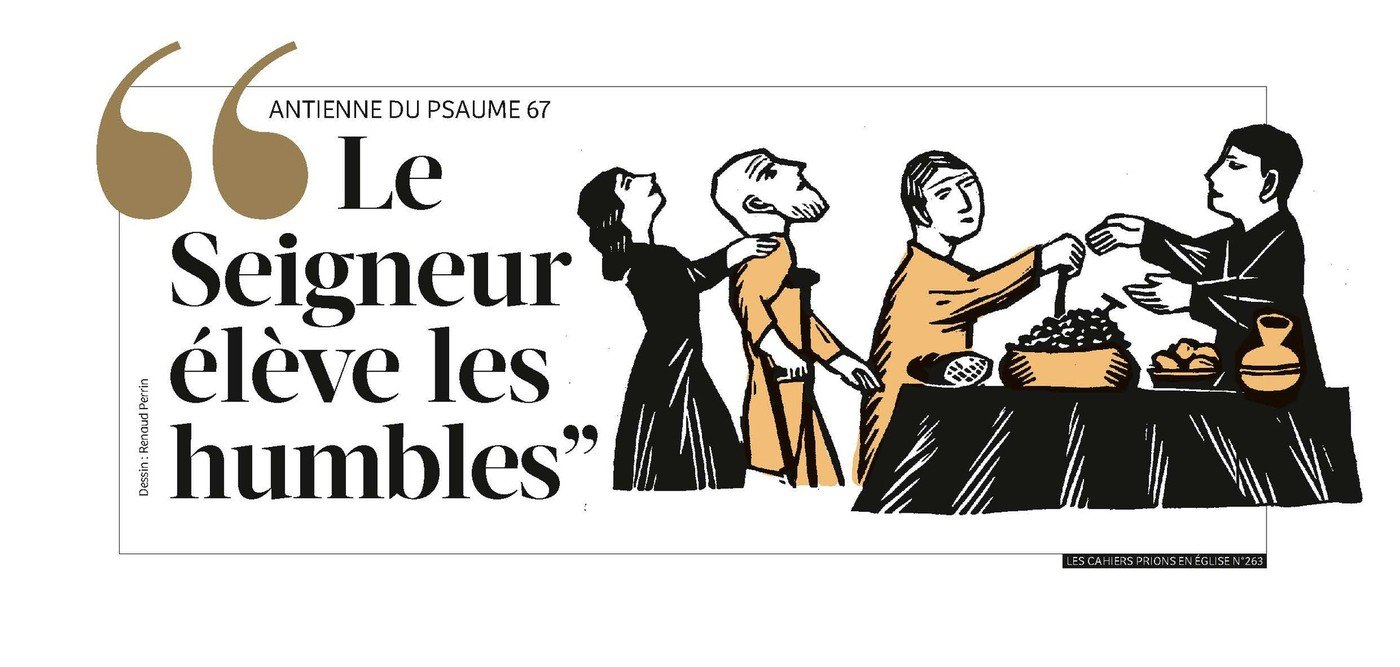 “
ANTIENNE DU PSAUME 67
Le
Seigneur
élève les
humbles”
Dessin : Renaud Perrin
LES CAHIERS PRIONS EN ÉGLISE N°263